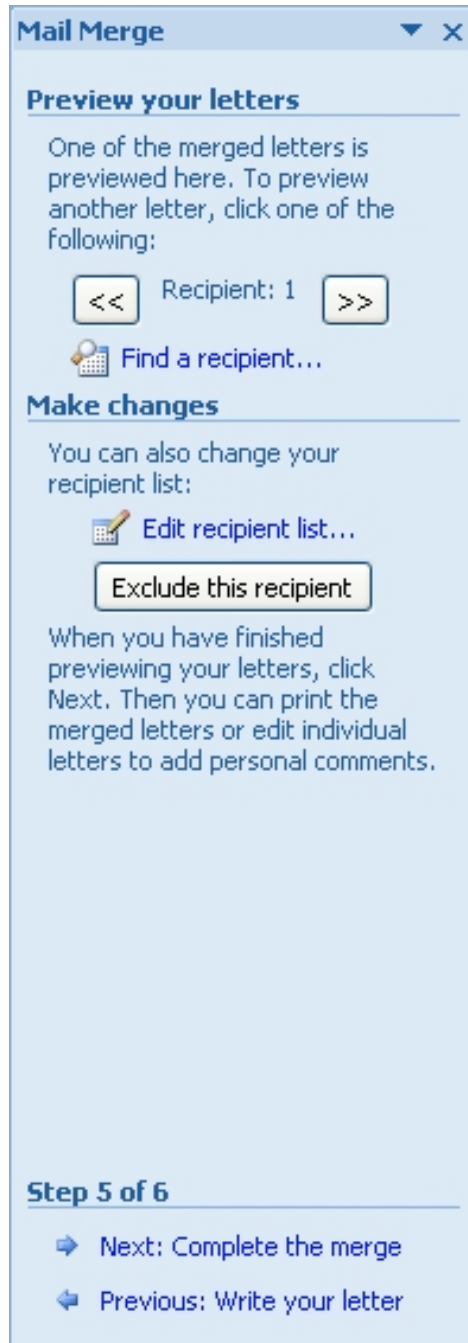 Mail Merge
Preview your letters
One of the merged letters is
previewed here. To preview
another letter, click one of the
following:
<< Recipient: 1 >>
Find a recipient...
Make changes
You can also change your
recipient list:
Edit recipient list...
Exclude this recipient
When you have finished
previewing your letters, click
Next. Then you can print the
merged letters or edit individual
letters to add personal comments.
Step 5 of 6
Next: Complete the merge
Previous: Write your letter